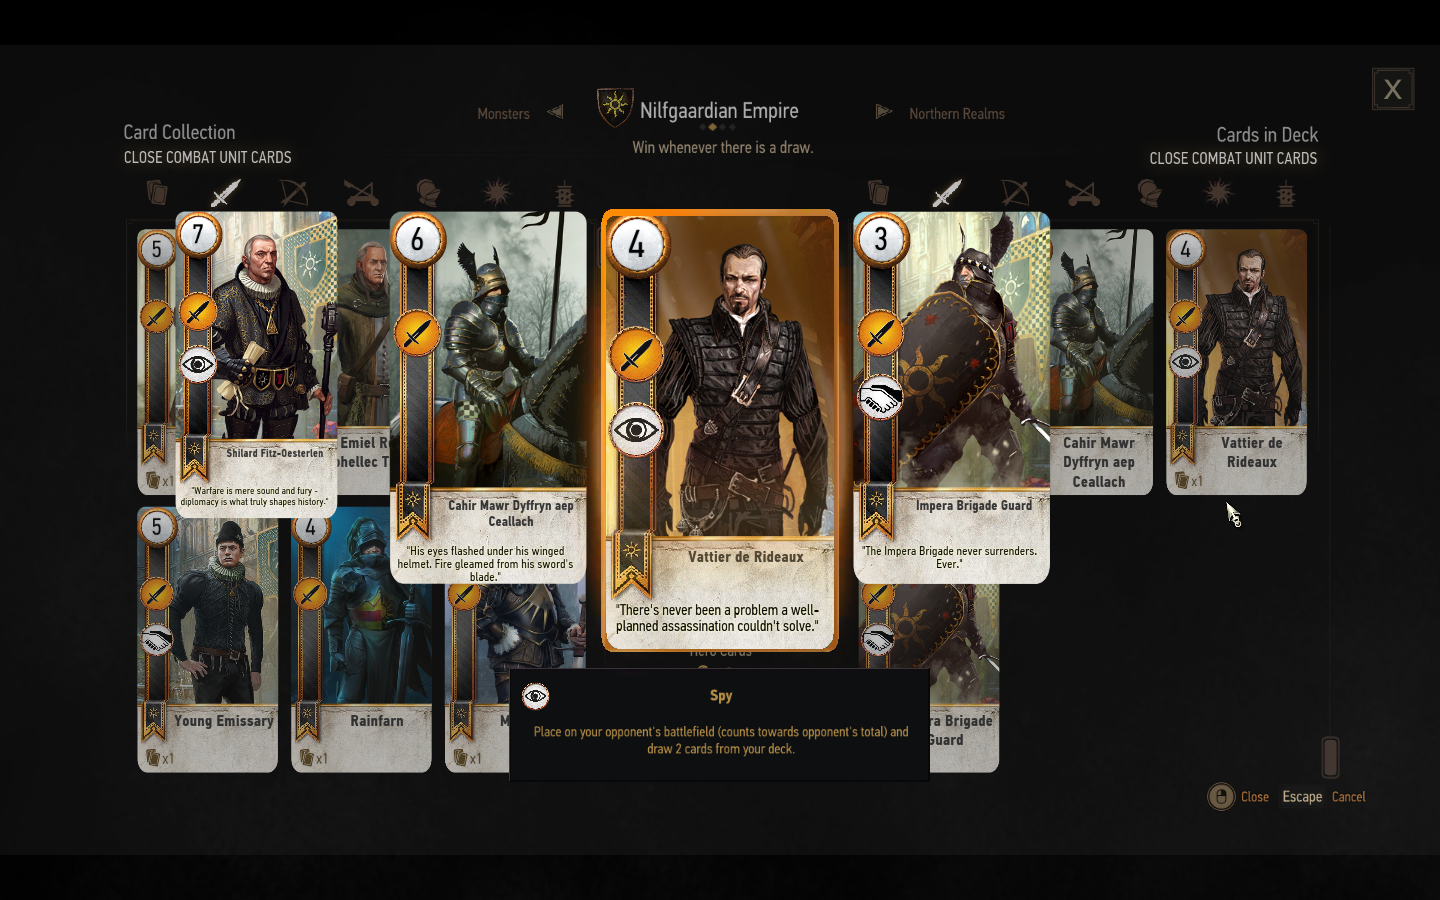 X
Monsters
Nilfgaardian Empire
Northern Realms
Card Collection
Cards in Deck
Win whenever there is a draw.
CLOSE COMBAT UNIT CARDS
CLOSE COMBAT UNIT CARDS
5
7
6
4
3
4
Emiel
Shilard Fitz-Oesterlen
"Warfare is mere sound and fury -
diplomacy is what truly shapes history."
x1
Cahir Mawr Dyffryn aep
Ceallach
"His eyes flashed under his winged
helmet. Fire gleamed from his sword's
blade."
Vattier de Rideaux
"There's never been a problem a well-
planned assassination couldn't solve."
Impera Brigade Guard
"The Impera Brigade never surrenders.
Ever."
Cahir Mawr
Dyffryn aep
Ceallach
Vattier de
Rideaux
x1
5
4
Hero Cards
Young Emissary
x1
Rainfarn
x1
x1
Brigade
Guard
Spy
Place on your opponent's battlefield (counts towards opponent's total) and
draw 2 cards from your deck.
Close
Escape
Cancel